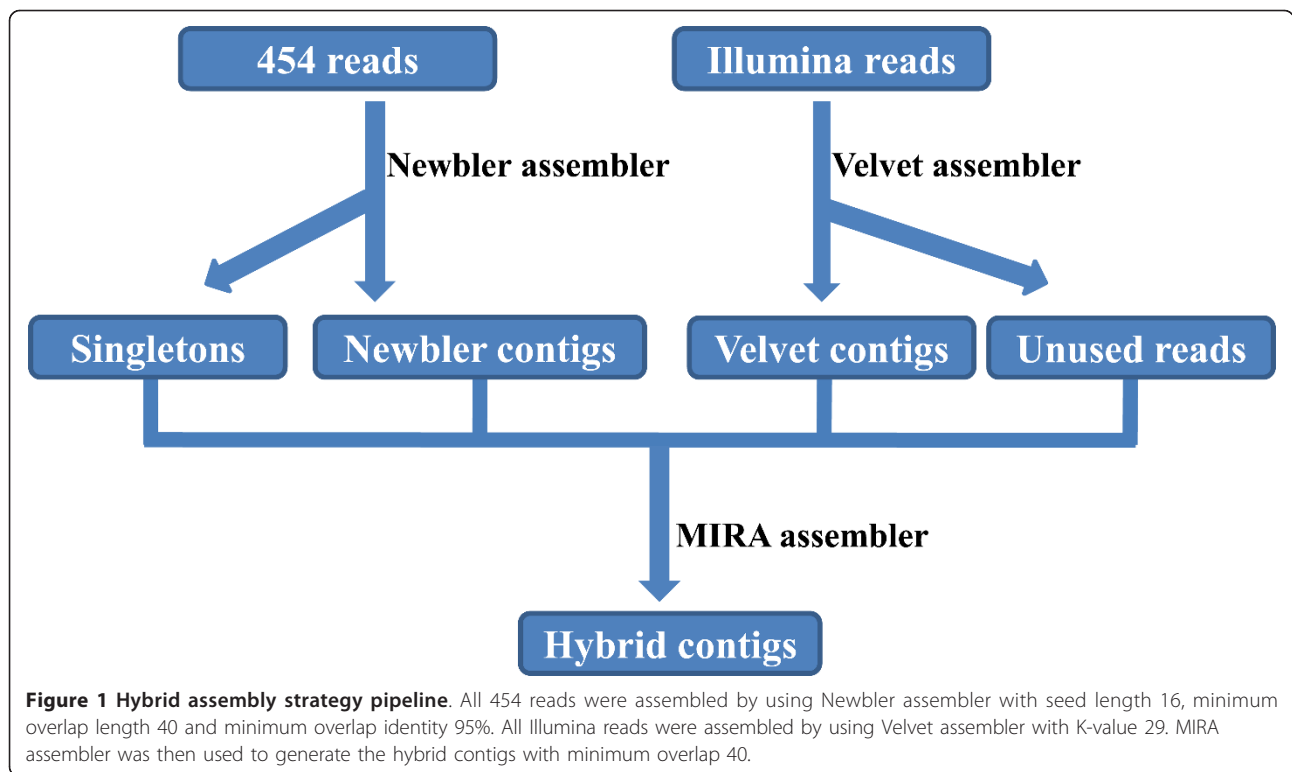 454 reads
Illumina reads
Newbler assembler
Velvet assembler
Singletons
Newbler contigs
Velvet contigs
Unused reads
MIRA assembler
Hybrid contigs
Figure 1 Hybrid assembly strategy pipeline. All 454 reads were assembled by using Newbler assembler with seed length 16, minimum
overlap length 40 and minimum overlap identity 95%. All Illumina reads were assembled by using Velvet assembler with K-value 29. MIRA
assembler was then used to generate the hybrid contigs with minimum overlap 40.